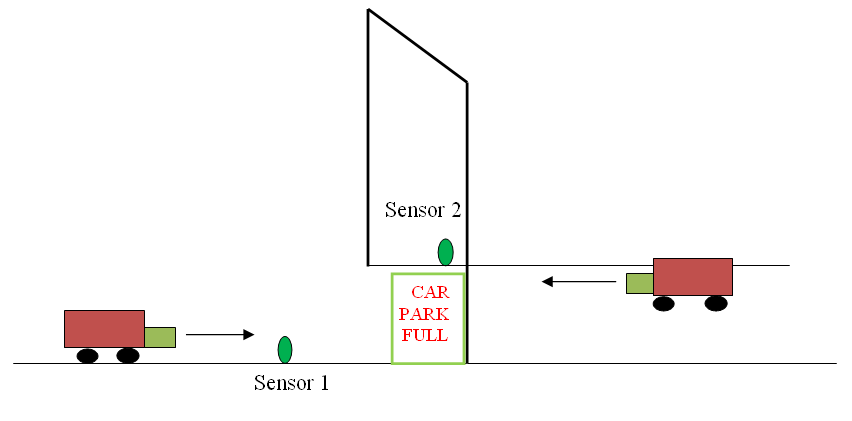 Sensor 2
CAR
PARK
FULL
Sensor 1